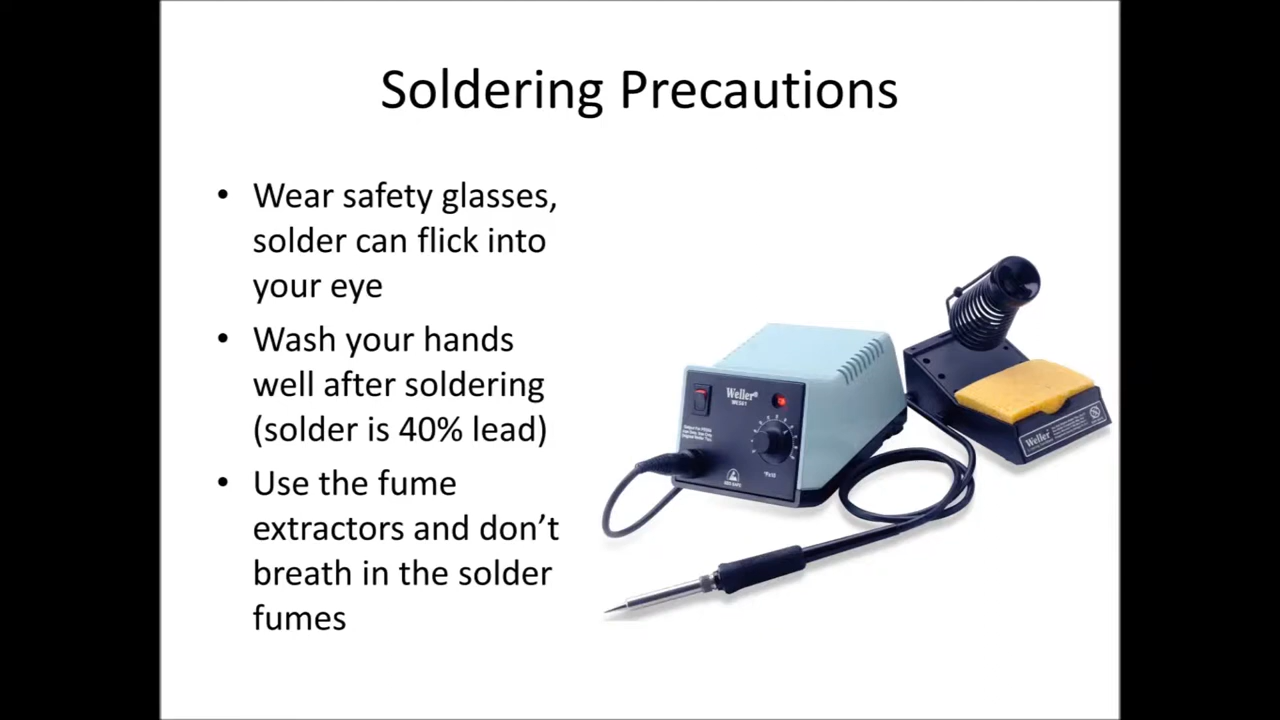 Soldering Precautions
• Wear safety glasses,
solder can flick into
your eye
• Wash your hands
well after soldering
(solder is 40% lead)
• Use the fume
extractors and don’t
breath in the solder
fumes
Weller®
Weller